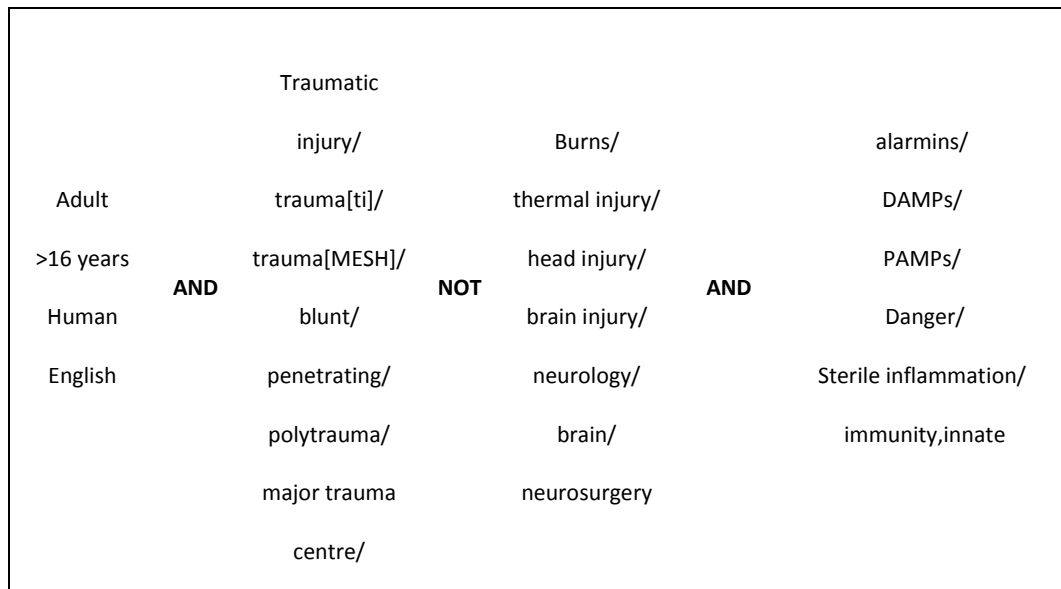 Adult
>16 years
Human
English
AND
Traumatic
injury/
trauma[ti]/
trauma[MESH]/
blunt/
penetrating/
polytrauma/
major trauma
centre/
NOT
Burns/
thermal injury/
head injury/
brain injury/
neurology/
brain/
neurosurgery
AND
alarmins/
DAMPs/
PAMPs/
Danger/
Sterile inflammation/
immunity,innate